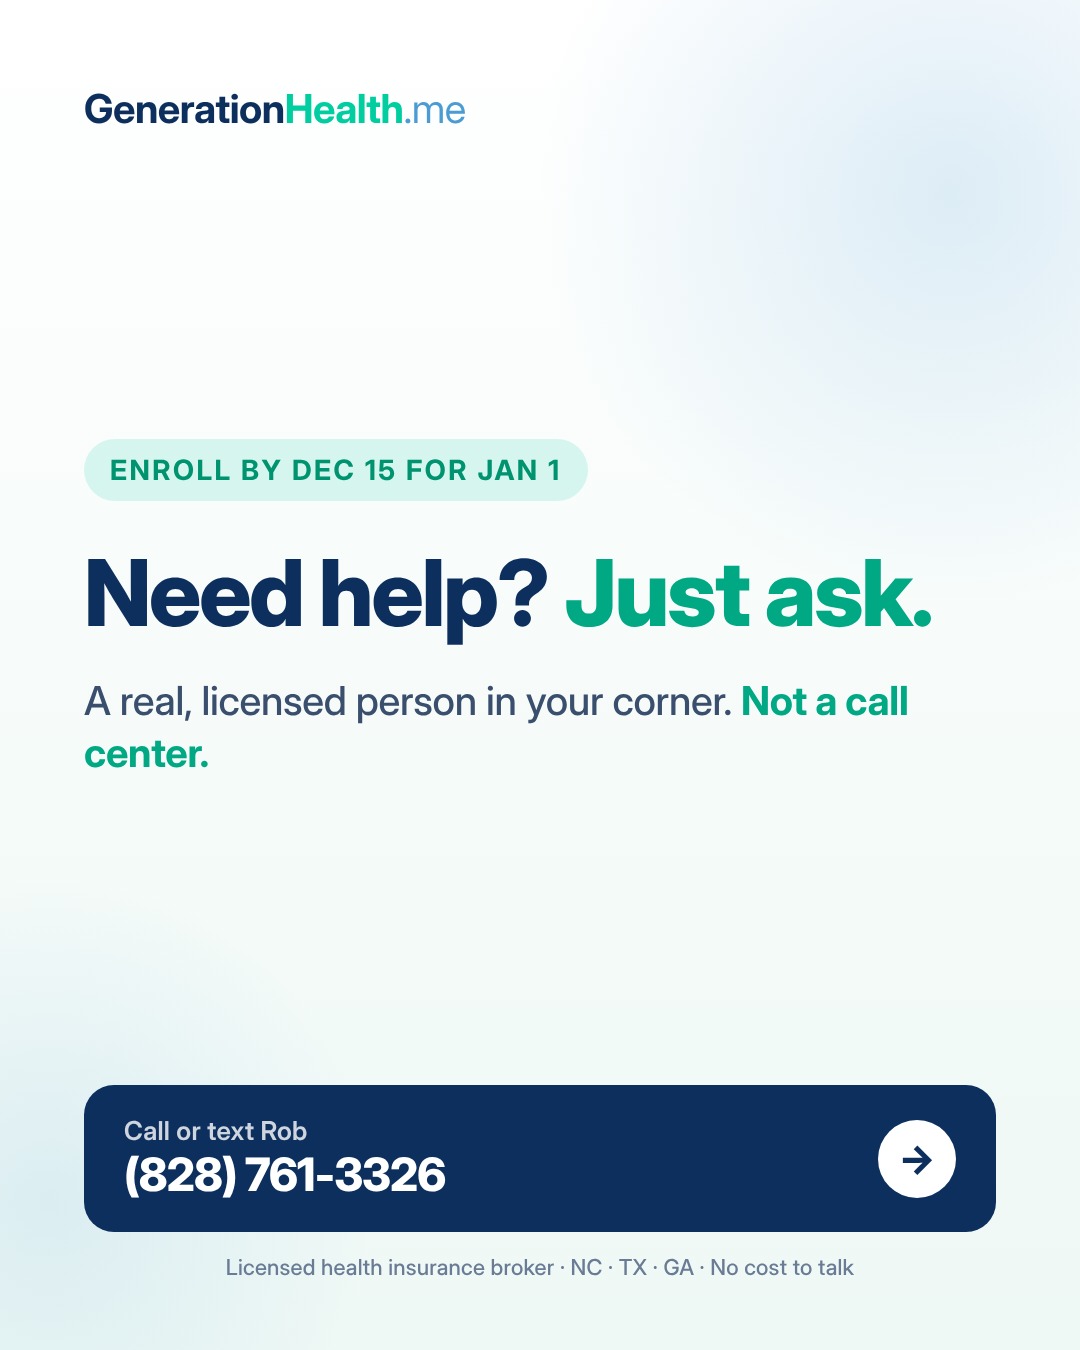 GenerationHealth.me
ENROLL BY DEC 15 FOR JAN 1
Need help? Just ask.
A real, licensed person in your corner. Not a call
center.
Call or text Rob
(828) 761-3326
Licensed health insurance broker · NC · TX · GA · No cost to talk